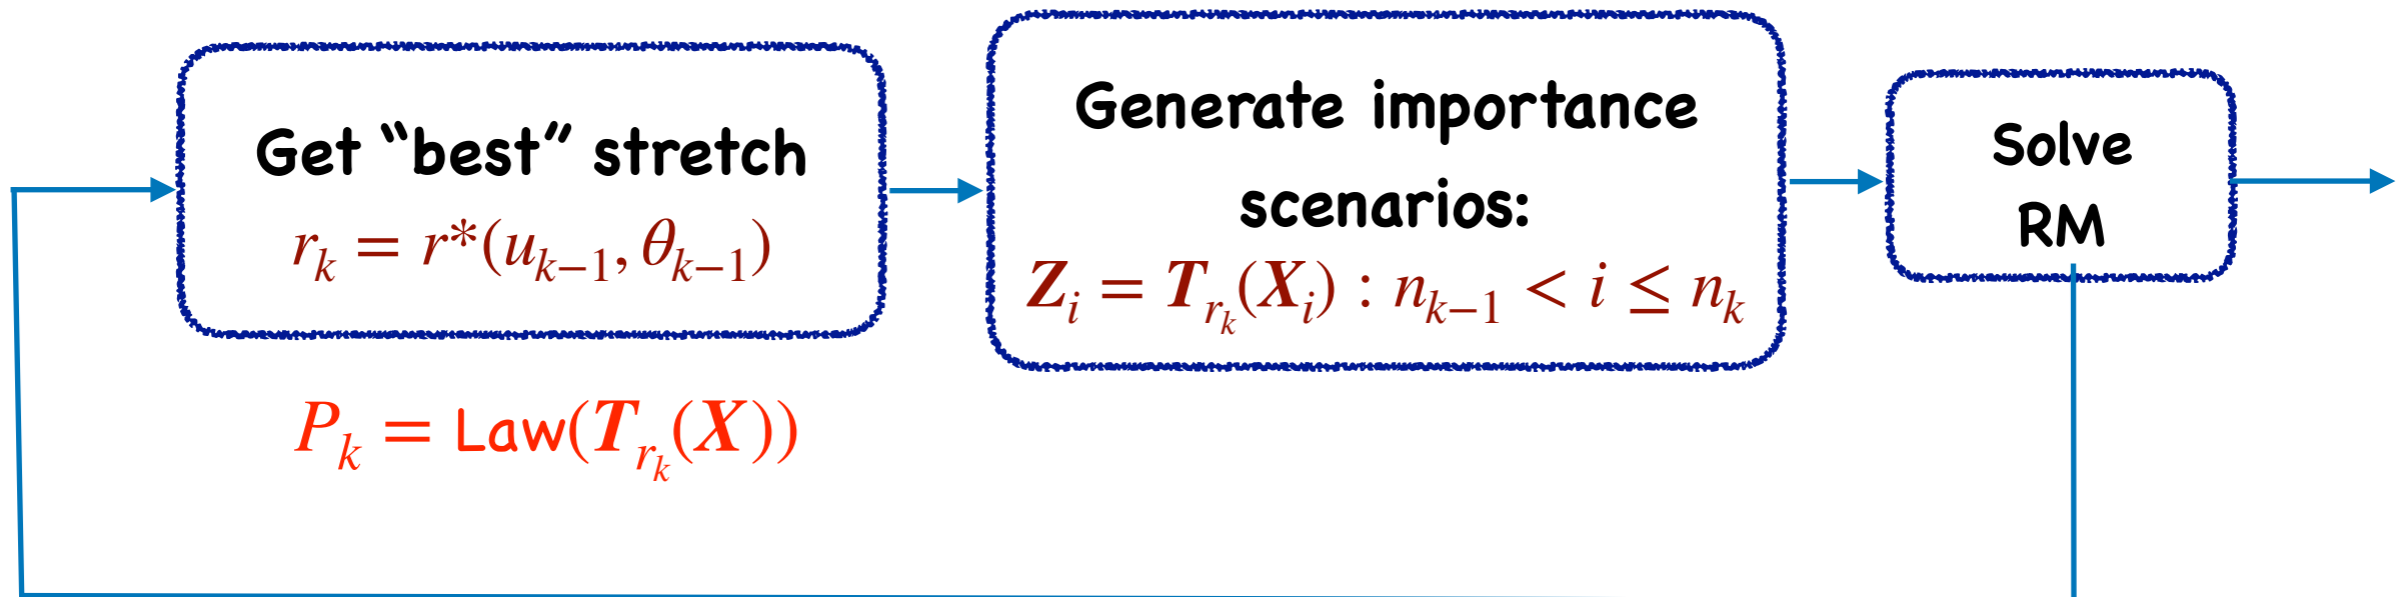 Get “best” stretch
r_k = r*(u_{k−1}, θ_{k−1})
Generate importance
scenarios:
Z_i = T_{r_k}(X_i) : n_{k−1} < i ≤ n_k
Solve
RM
P_k = Law(T_{r_k}(X))